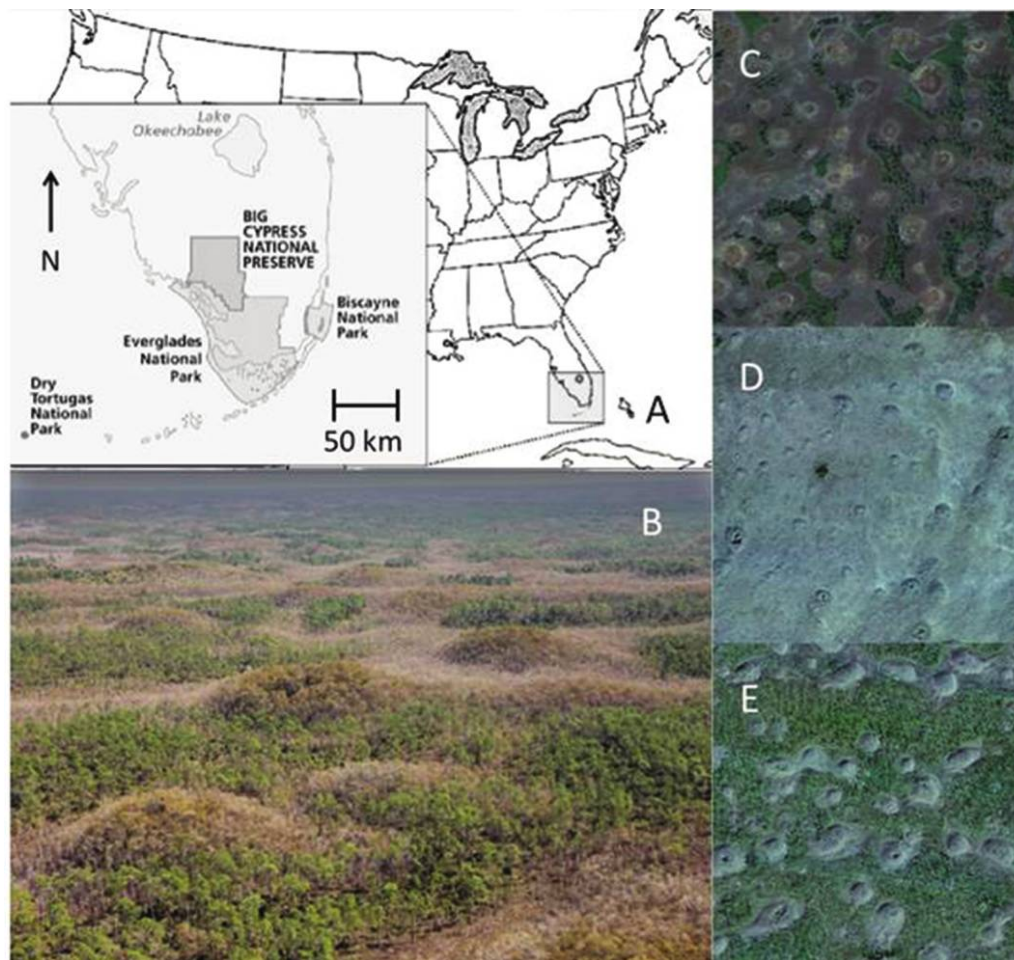 Lake
Okeechobee
N
BIG
CYPRESS
NATIONAL
PRESERVE
Biscayne
National
Park
Everglades
National
Park
Dry
Tortugas
National
Park
50 km
A
B
C
D
E